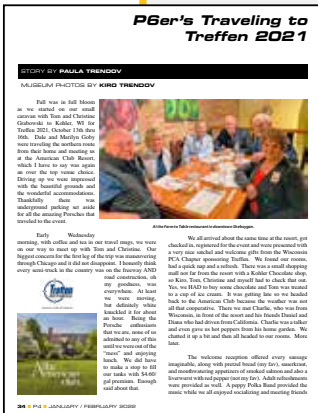 P6er's Traveling to
Treffen 2021
STORY BY PAULA TRENDOV
MUSEUM PHOTOS BY KIRO TRENDOV
Fall was in full bloom
as we started on our small
caravan with Tom and Christine
Grabowski to Kohler, WI for
Treffen 2021, October 13th thru
16th. Dale and Marilyn Goby
were traveling the northern route
from their home and meeting us
at the American Club Resort,
which I have to say was again
an over the top venue choice.
Driving up we were impressed
with the beautiful grounds and
the wonderful accommodations.
Thankfully there was
underground parking set aside
for all the amazing Porsches that
traveled to the event.
Early Wednesday
morning, with coffee and tea in our travel mugs, we were
on our way to meet up with Tom and Christine. Our
biggest concern for the first leg of the trip was maneuvering
through Chicago and it did not disappoint. I honestly think
every semi-truck in the country was on the freeway AND
road construction, oh
my goodness, was
everywhere. At least
we were moving,
but definitely white
knuckled it for about
an hour. Being the
Porsche enthusiasts
that we are, none of us
admitted to any of this
until we were out of the
"mess" and enjoying
lunch. We did have
to make a stop to fill
our tanks with $4.60/
gal premium. Enough
said about that.
All the Farm to Table restaurant in downtown Sheboygan.
We all arrived about the same time at the resort, got
checked in, registered for the event and were presented with
a very nice satchel and welcome gifts from the Wisconsin
PCA Chapter sponsoring Treffen. We found our rooms,
had a quick nap and a refresh. There was a small shopping
mall not far from the resort with a Kohler Chocolate shop,
so Kiro, Tom, Christine and myself had to check that out.
Yes, we HAD to buy some chocolate and Tom was treated
to a cup of ice cream. It was getting late so we headed
back to the American Club because the weather was not
all that cooperative. There we met Charlie, who was from
Wisconsin, in front of the resort and his friends Daniel and
Diana who had driven from California. Charlie was a talker
and even gave us hot peppers from his home garden. We
chatted it up a bit and then all headed to our rooms. More
later.
The welcome reception offered every sausage
imaginable, along with pretzel bread (my fav), sauerkraut,
and mouthwatering appetizers of smoked salmon and also a
liverwurst with red pepper (not my fav). Adult refreshments
were provided as well. A peppy Polka Band provided the
music while we all enjoyed socializing and meeting friends
34 P4 JANUARY / FEBRUARY 2022